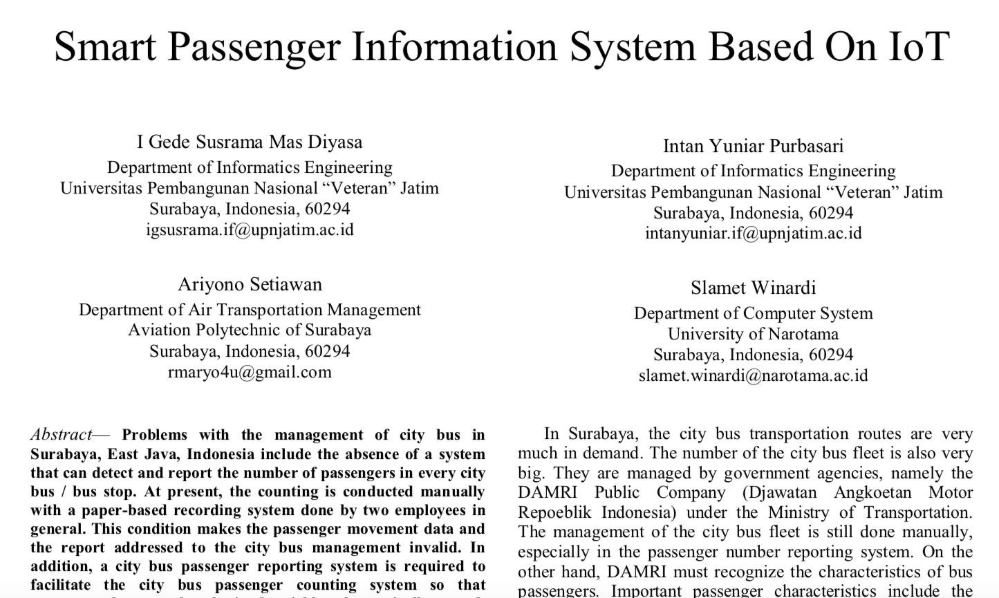 Smart Passenger Information System Based On IoT
I Gede Susrama Mas Diyasa
Department of Informatics Engineering
Universitas Pembangunan Nasional “Veteran” Jatim
Surabaya, Indonesia, 60294
igsusrama.if@upnjatim.ac.id
Intan Yuniar Purbasari
Department of Informatics Engineering
Universitas Pembangunan Nasional “Veteran” Jatim
Surabaya, Indonesia, 60294
intanyuniar.if@upnjatim.ac.id
Ariyono Setiawan
Department of Air Transportation Management
Aviation Polytechnic of Surabaya
Surabaya, Indonesia, 60294
rmaryo4u@gmail.com
Slamet Winardi
Department of Computer System
University of Narotama
Surabaya, Indonesia, 60294
slamet.winardi@narotama.ac.id
Abstract— Problems with the management of city bus in
Surabaya, East Java, Indonesia include the absence of a system
that can detect and report the number of passengers in every city
bus / bus stop. At present, the counting is conducted manually
with a paper-based recording system done by two employees in
general. This condition makes the passenger movement data and
the report addressed to the city bus management invalid. In
addition, a city bus passenger reporting system is required to
facilitate the city bus passenger counting system so that
In Surabaya, the city bus transportation routes are very
much in demand. The number of the city bus fleet is also very
big. They are managed by government agencies, namely the
DAMRI Public Company (Djawatan Angkoetan Motor
Repoeblik Indonesia) under the Ministry of Transportation.
The management of the city bus fleet is still done manually,
especially in the passenger number reporting system. On the
other hand, DAMRI must recognize the characteristics of bus
passengers. Important passenger characteristics include the